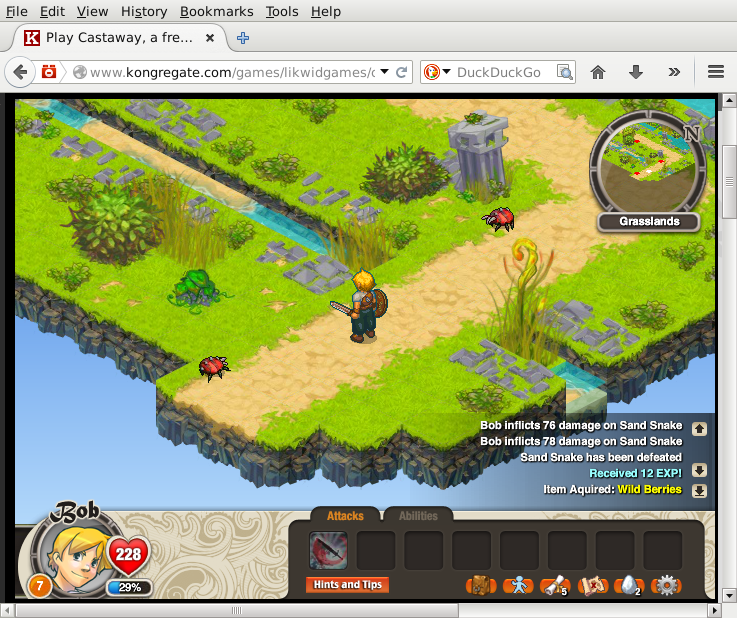 File Edit View History Bookmarks Tools Help
K Play Castaway, a fre...
www.kongregate.com/games/likwidgames/c
DuckDuckGo
N
Grasslands
Bob inflicts 76 damage on Sand Snake
Bob inflicts 78 damage on Sand Snake
Sand Snake has been defeated
Received 12 EXP!
Item Aquired: Wild Berries
Bob
Attacks Abilities
228
7
29%
Hints and Tips
5
2